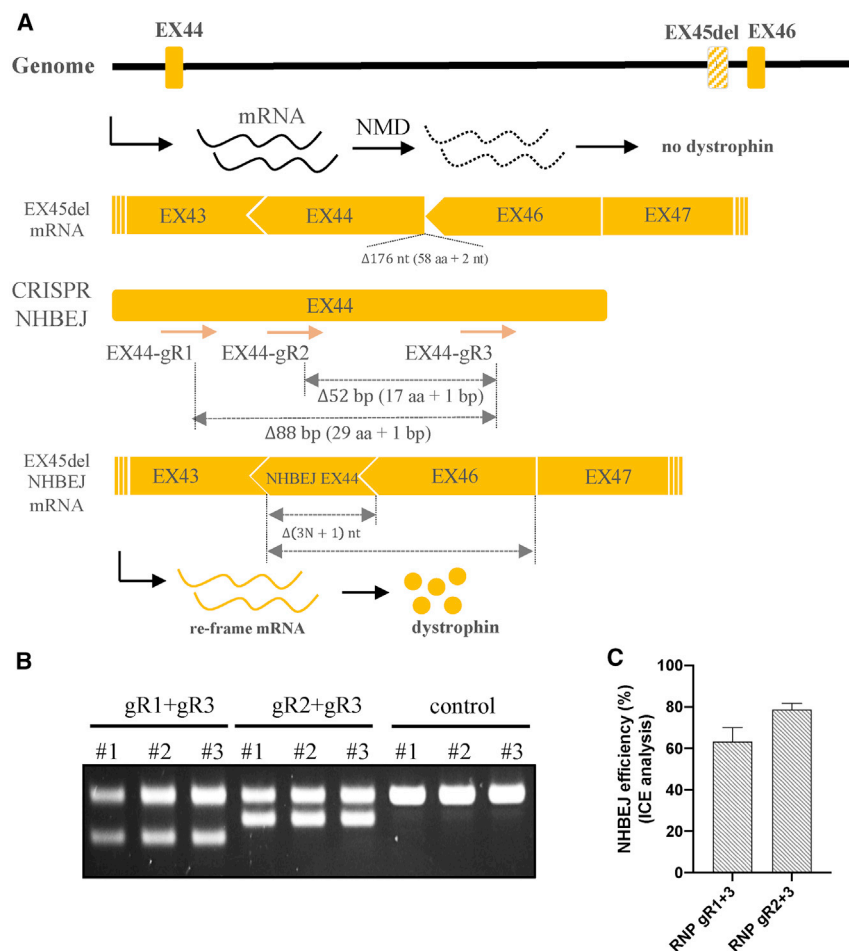 A
EX44
EX45del
EX46
Genome
mRNA
NMD
no dystrophin
EX45del
mRNA
EX43
EX44
EX46
EX47
Δ176 nt (58 aa + 2 nt)
CRISPR
NHBEJ
EX44
EX44-gR1
EX44-gR2
EX44-gR3
Δ52 bp (17 aa + 1 bp)
Δ88 bp (29 aa + 1 bp)
EX45del
NHBEJ
mRNA
EX43
NHBEJ EX44
EX46
EX47
Δ(3N + 1) nt
re-frame mRNA
dystrophin
B
gR1+gR3
gR2+gR3
control
#1 #2 #3
#1 #2 #3
#1 #2 #3
C
NHBEJ efficiency (%)
(ICE analysis)
100
80
60
40
20
0
RNP gR1+3
RNP gR2+3